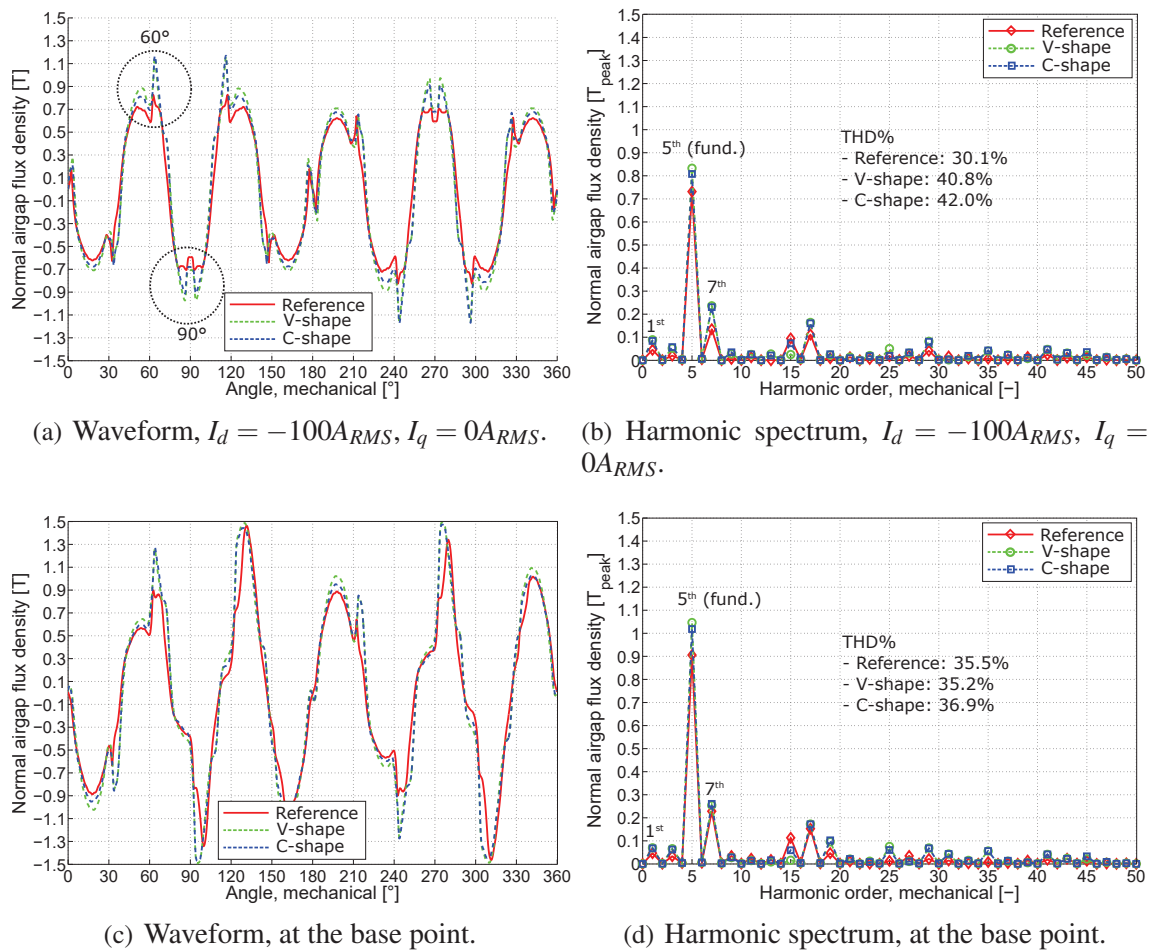 Normal airgap flux density [T]
1.5
1.3
1.1
0.9
0.7
0.5
0.3
0.1
−0.1
−0.3
−0.5
−0.7
−0.9
−1.1
−1.3
−1.5
60°
90°
Reference
V-shape
C-shape
0 30 60 90 120 150 180 210 240 270 300 330 360
Angle, mechanical [°]
(a) Waveform, I_d = −100A_RMS, I_q = 0A_RMS.
Normal airgap flux density [T_peak]
1.5
1.4
1.3
1.2
1.1
1
0.9
0.8
0.7
0.6
0.5
0.4
0.3
0.2
0.1
0
Reference
V-shape
C-shape
5th (fund.)
THD%
- Reference: 30.1%
- V-shape: 40.8%
- C-shape: 42.0%
7th
1st
0 5 10 15 20 25 30 35 40 45 50
Harmonic order, mechanical [−]
(b) Harmonic spectrum, I_d = −100A_RMS, I_q =
0A_RMS.
Normal airgap flux density [T]
1.5
1.3
1.1
0.9
0.7
0.5
0.3
0.1
−0.1
−0.3
−0.5
−0.7
−0.9
−1.1
−1.3
−1.5
Reference
V-shape
C-shape
0 30 60 90 120 150 180 210 240 270 300 330 360
Angle, mechanical [°]
(c) Waveform, at the base point.
Normal airgap flux density [T_peak]
1.5
1.4
1.3
1.2
1.1
1
0.9
0.8
0.7
0.6
0.5
0.4
0.3
0.2
0.1
0
Reference
V-shape
C-shape
5th (fund.)
THD%
- Reference: 35.5%
- V-shape: 35.2%
- C-shape: 36.9%
7th
1st
0 5 10 15 20 25 30 35 40 45 50
Harmonic order, mechanical [−]
(d) Harmonic spectrum, at the base point.